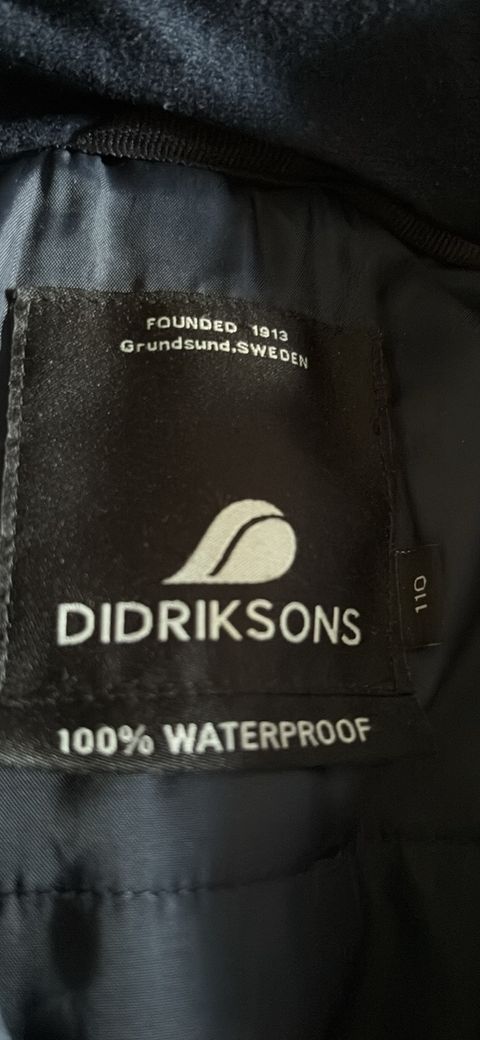 FOUNDED 1913
Grundsund.SWEDEN
DIDRIKSONS
110
100% WATERPROOF